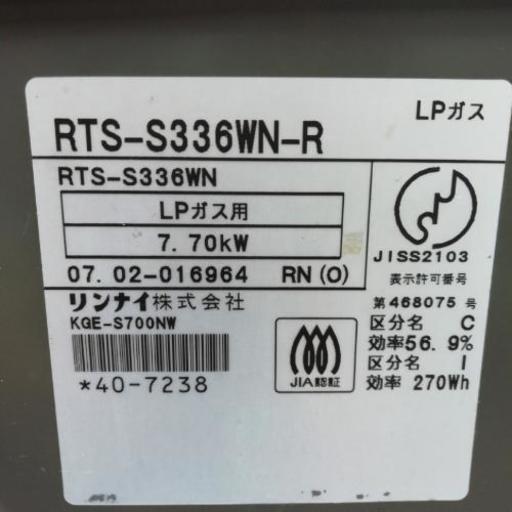 LPガス
RTS-S336WN-R
RTS-S336WN
LPガス用
7.70kW
07.02-016964 RN(O)
リンナイ株式会社
KGE-S700NW
*40-7238
JIA認証
JISS2103
表示許可番号
第468075号
区分名 C
効率56.9%
区分名 I
効率 270Wh